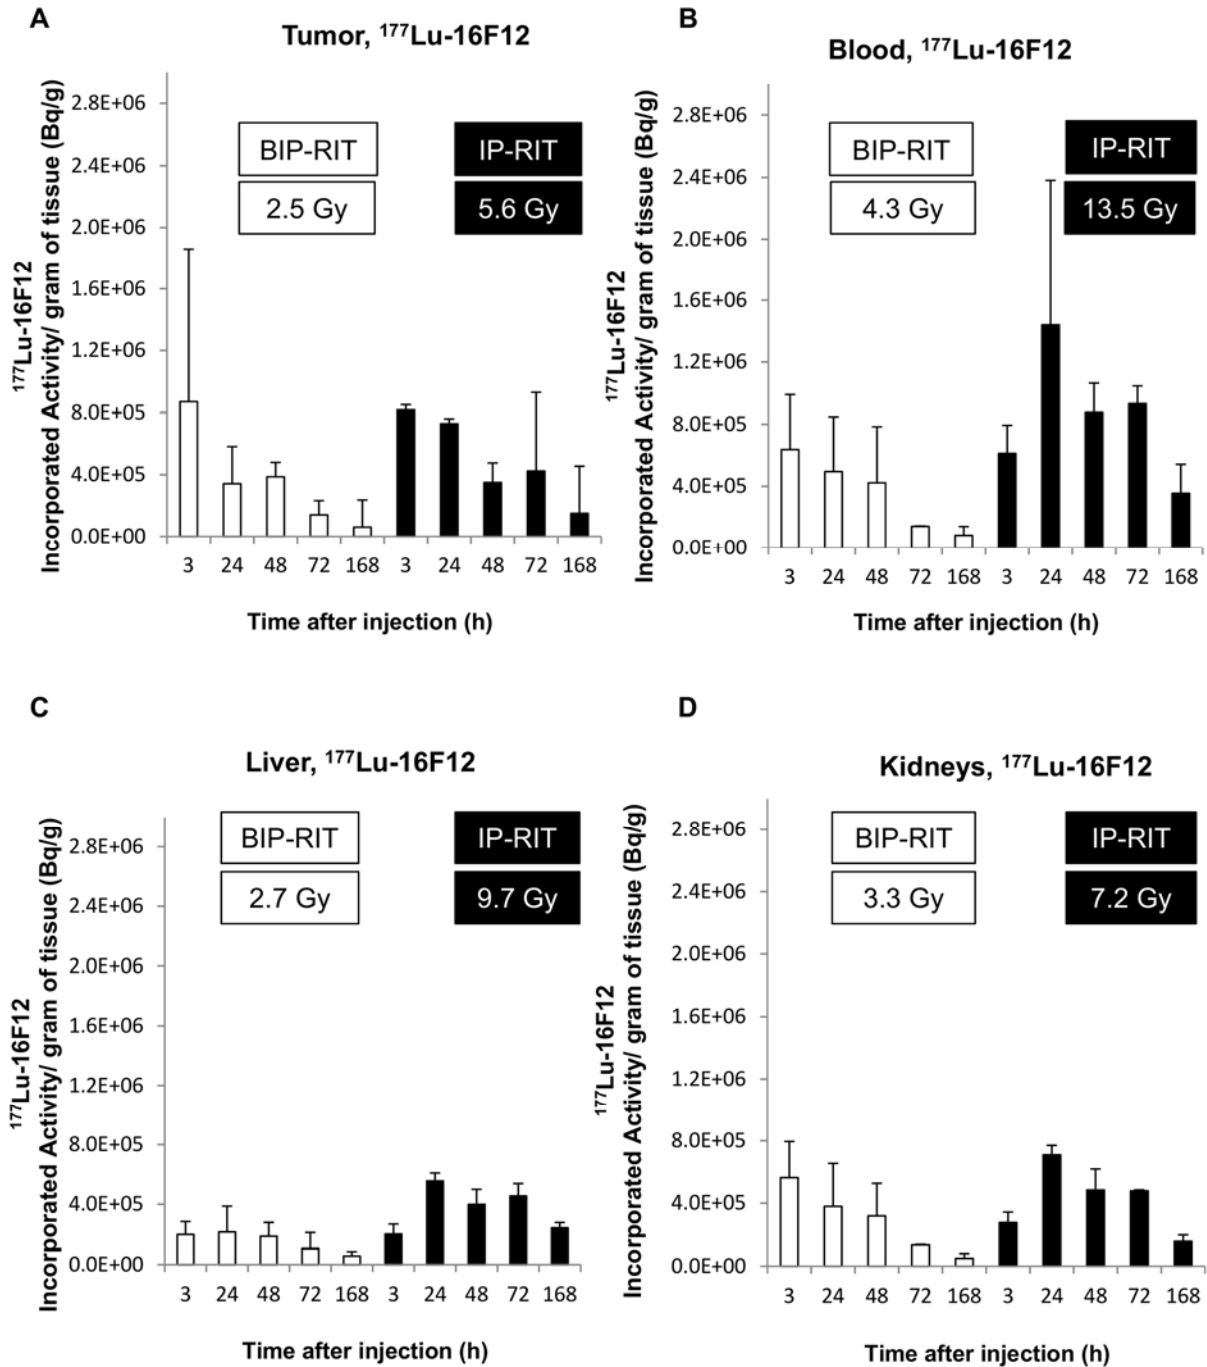 A
Tumor, ¹⁷⁷Lu-16F12
¹⁷⁷Lu-16F12
Incorporated Activity/ gram of tissue (Bq/g)
2.8E+06
2.4E+06
2.0E+06
1.6E+06
1.2E+06
8.0E+05
4.0E+05
0.0E+00
BIP-RIT
2.5 Gy
IP-RIT
5.6 Gy
3 24 48 72 168 3 24 48 72 168
Time after injection (h)
B
Blood, ¹⁷⁷Lu-16F12
¹⁷⁷Lu-16F12
Incorporated Activity/ gram of tissue (Bq/g)
2.8E+06
2.4E+06
2.0E+06
1.6E+06
1.2E+06
8.0E+05
4.0E+05
0.0E+00
BIP-RIT
4.3 Gy
IP-RIT
13.5 Gy
3 24 48 72 168 3 24 48 72 168
Time after injection (h)
C
Liver, ¹⁷⁷Lu-16F12
¹⁷⁷Lu-16F12
Incorporated Activity/ gram of tissue (Bq/g)
2.8E+06
2.4E+06
2.0E+06
1.6E+06
1.2E+06
8.0E+05
4.0E+05
0.0E+00
BIP-RIT
2.7 Gy
IP-RIT
9.7 Gy
3 24 48 72 168 3 24 48 72 168
Time after injection (h)
D
Kidneys, ¹⁷⁷Lu-16F12
¹⁷⁷Lu-16F12
Incorporated Activity/ gram of tissue (Bq/g)
2.8E+06
2.4E+06
2.0E+06
1.6E+06
1.2E+06
8.0E+05
4.0E+05
0.0E+00
BIP-RIT
3.3 Gy
IP-RIT
7.2 Gy
3 24 48 72 168 3 24 48 72 168
Time after injection (h)